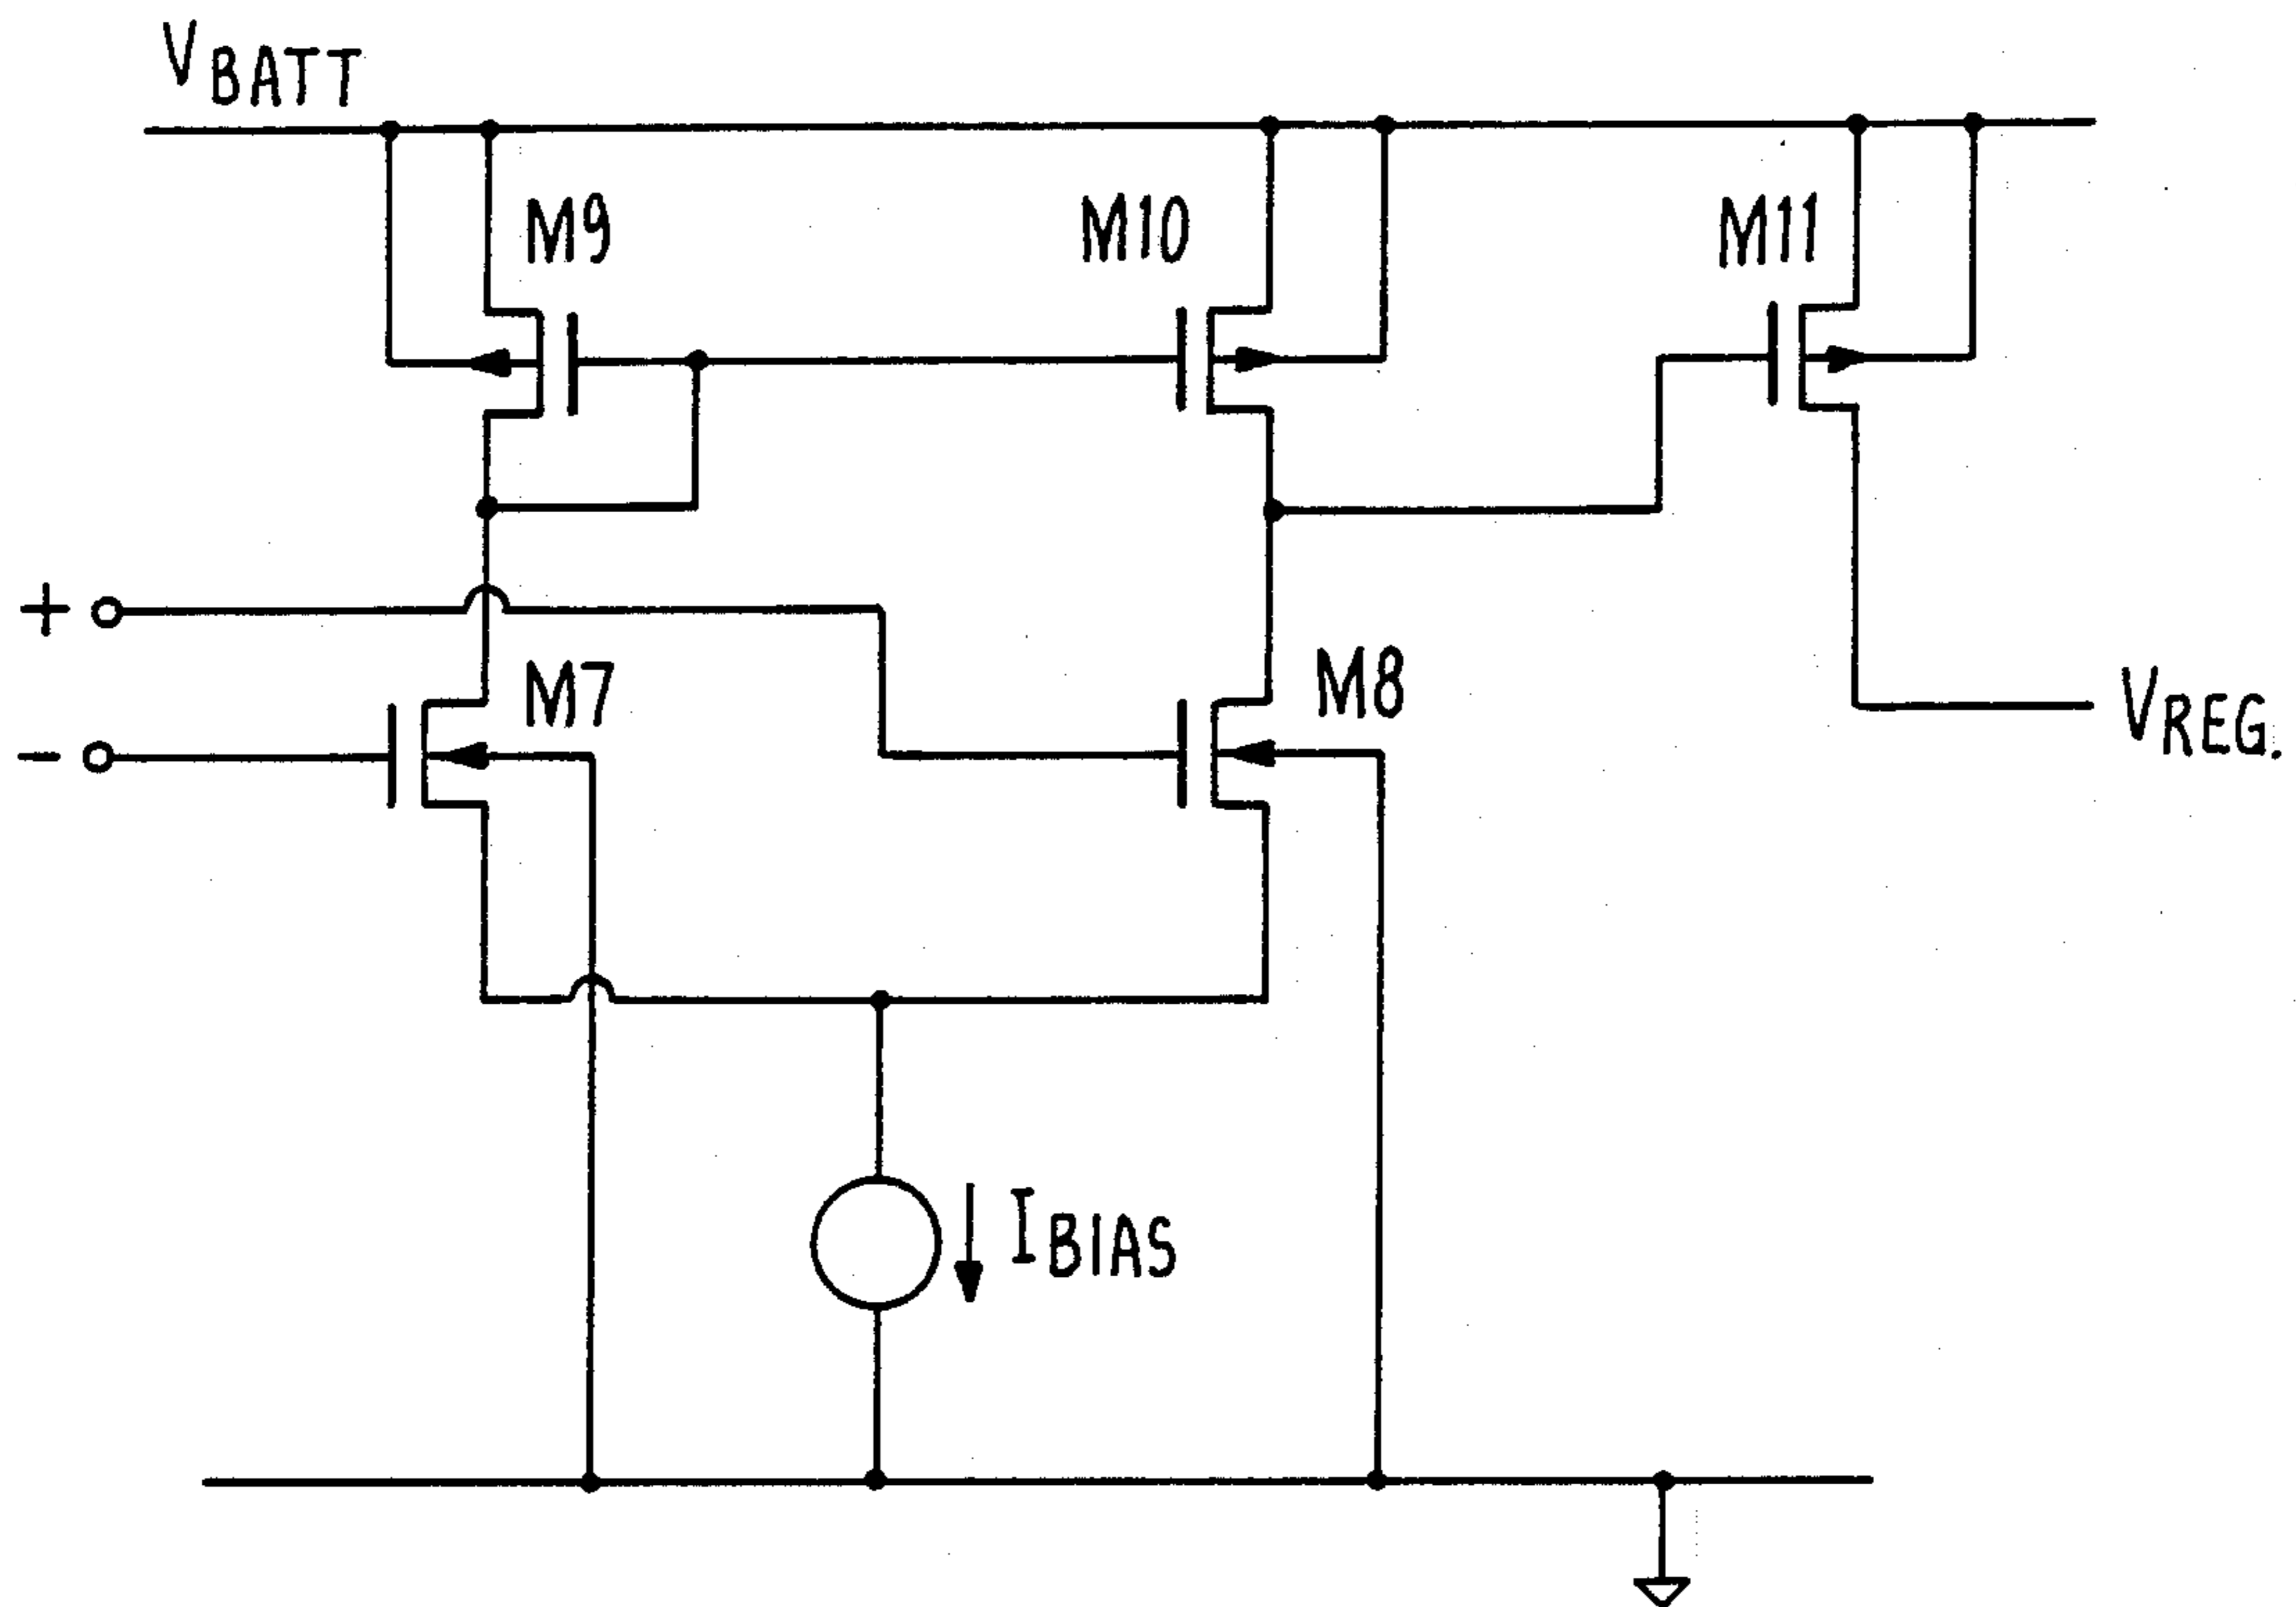 VBATT
M9
M10
M11
+
M7
M8
-
VREG.
IBIAS